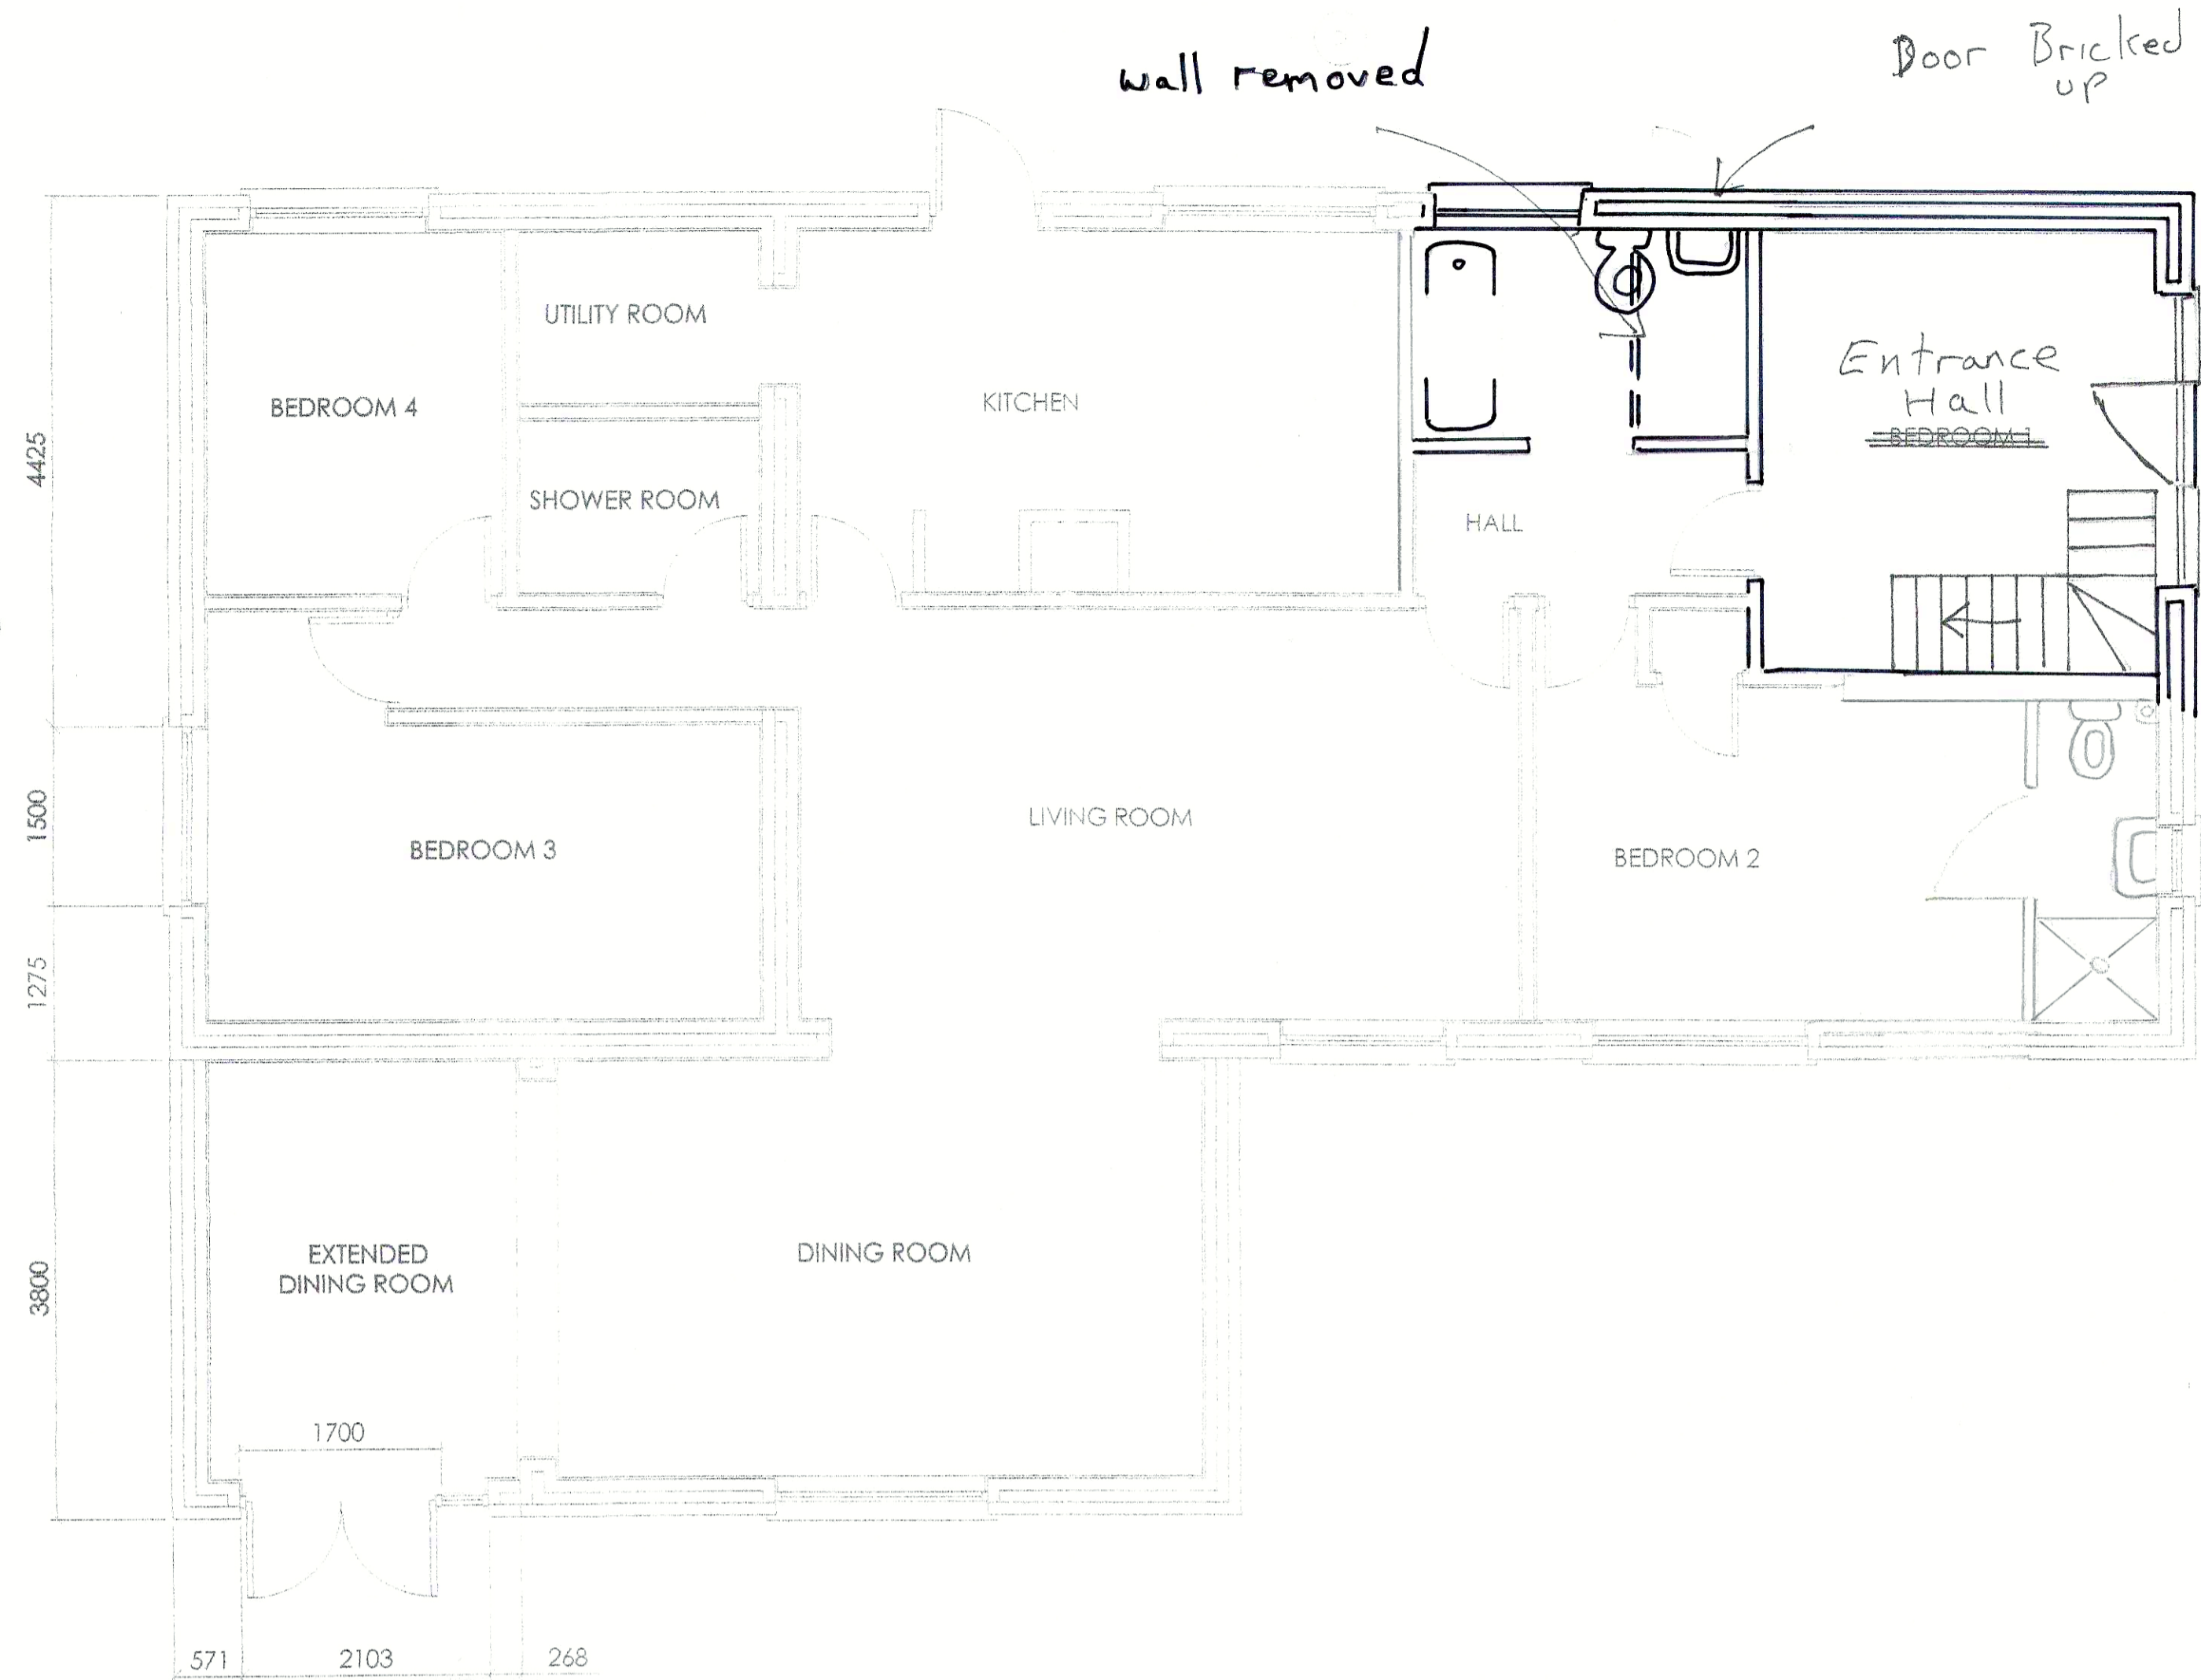 wall removed
Door Bricked
up
UTILITY ROOM
BEDROOM 4
KITCHEN
Entrance
Hall
BEDROOM 1
SHOWER ROOM
HALL
4425
1500
1275
3800
LIVING ROOM
BEDROOM 3
BEDROOM 2
EXTENDED
DINING ROOM
DINING ROOM
1700
571
2103
268